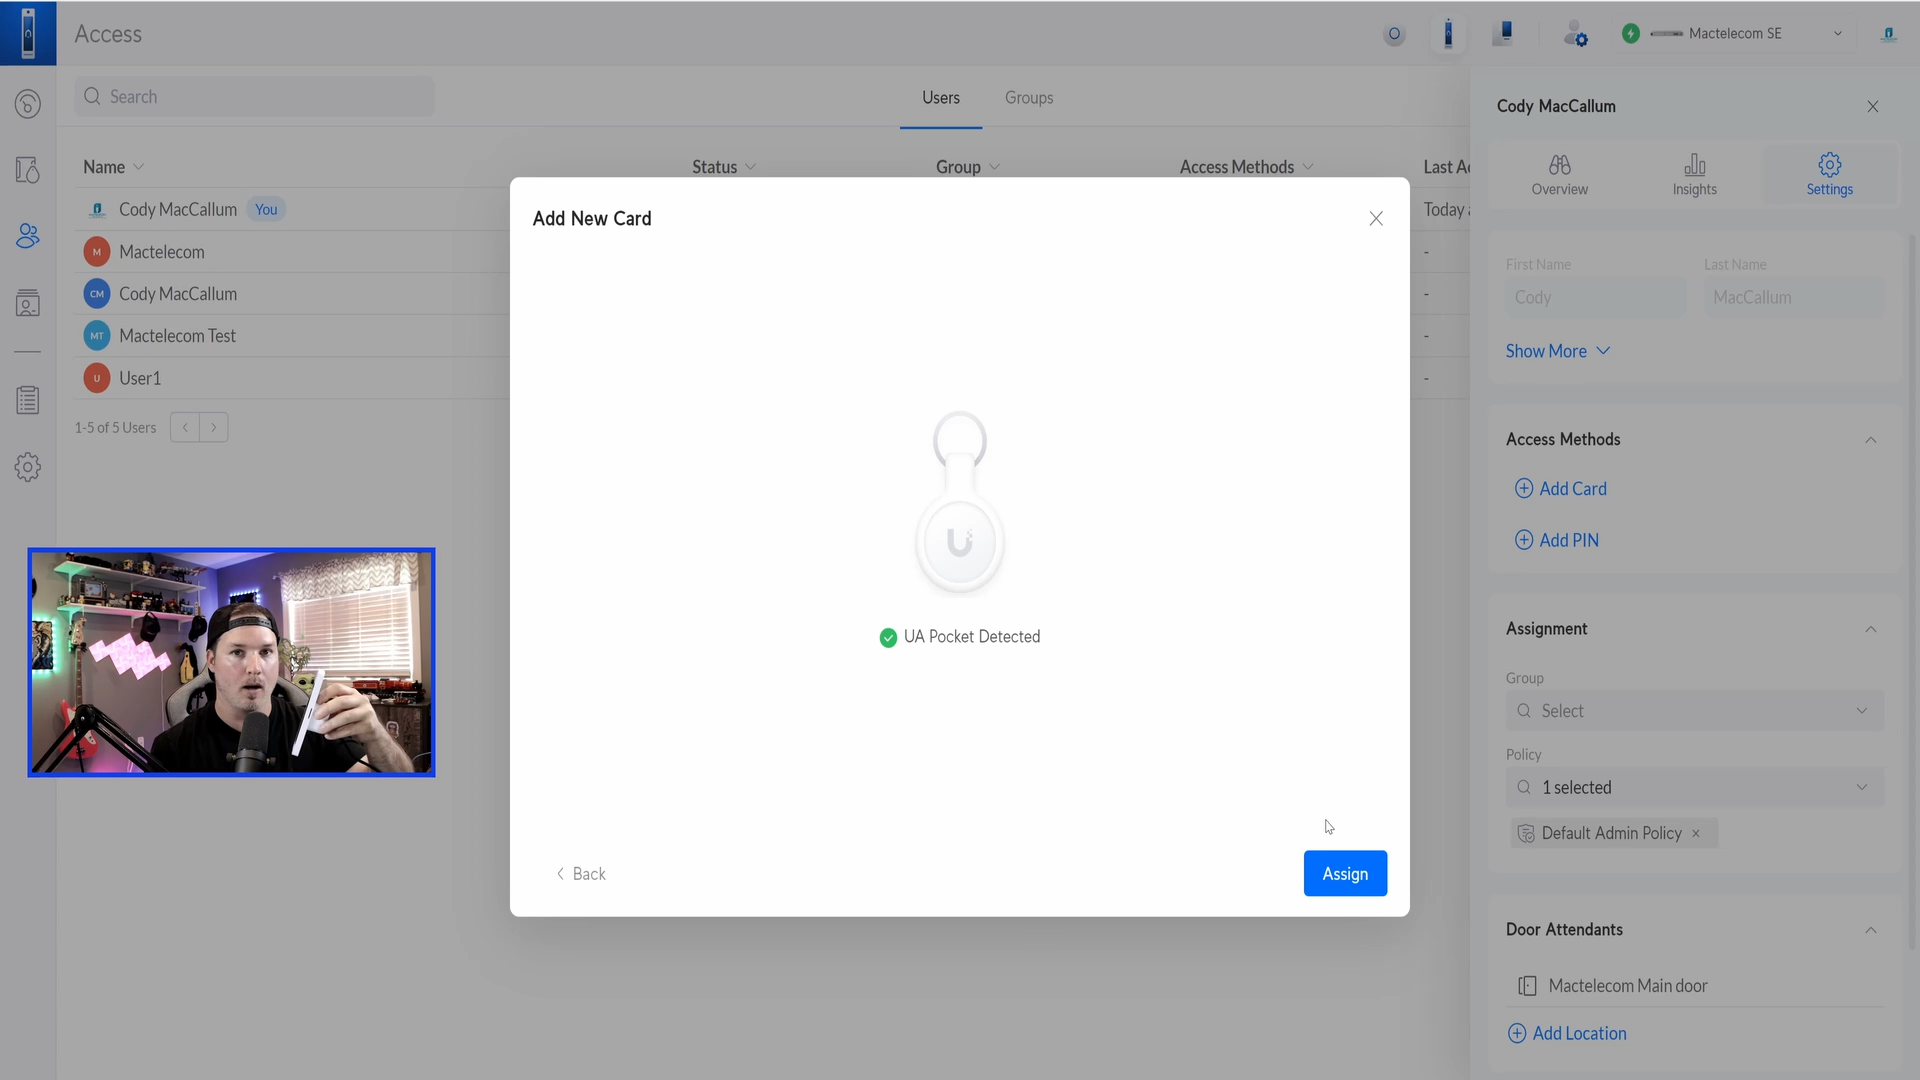 Access
Mactelecom SE
Search
Users
Groups
Name
Status
Group
Access Methods
Cody MacCallum
You
Today
M
Mactelecom
-
CM
Cody MacCallum
-
MT
Mactelecom Test
-
U
User1
-
1-5 of 5 Users
Add New Card
U
UA Pocket Detected
Back
Assign
Cody MacCallum
Overview
Insights
Settings
First Name
Last Name
Cody
MacCallum
Show More
Access Methods
Add Card
Add PIN
Assignment
Group
Select
Policy
1 selected
Default Admin Policy
Door Attendants
Mactelecom Main door
Add Location